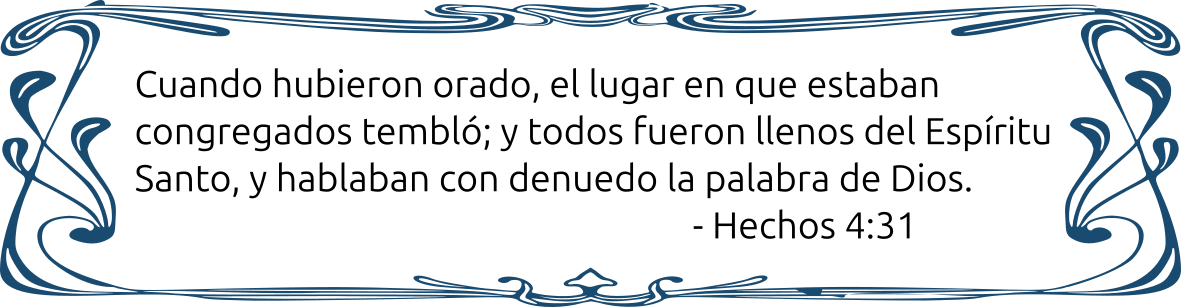 Cuando hubieron orado, el lugar en que estaban
congregados tembló; y todos fueron llenos del Espíritu
Santo, y hablaban con denuedo la palabra de Dios.
- Hechos 4:31